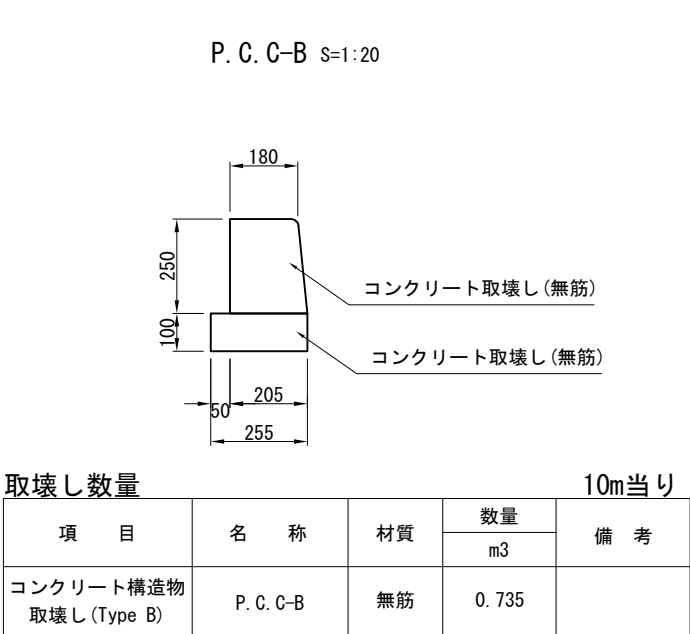 P.C.C-B S=1:20
180
250
コンクリート取壊し(無筋)
100
コンクリート取壊し(無筋)
205
50
255
取壊し数量 10m当り
項 目 名 称 材質 数量 備 考
m3
コンクリート構造物
取壊し(Type B) P.C.C-B 無筋 0.735